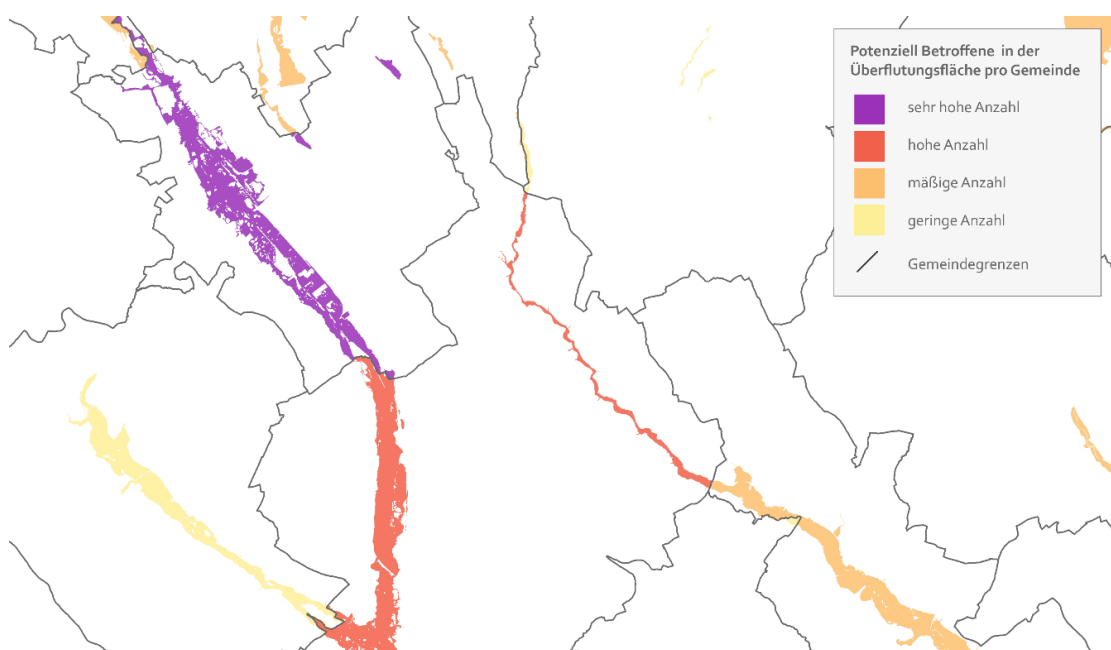 Potenziell Betroffene in der
Überflutungsfläche pro Gemeinde
sehr hohe Anzahl
hohe Anzahl
mäßige Anzahl
geringe Anzahl
Gemeindegrenzen